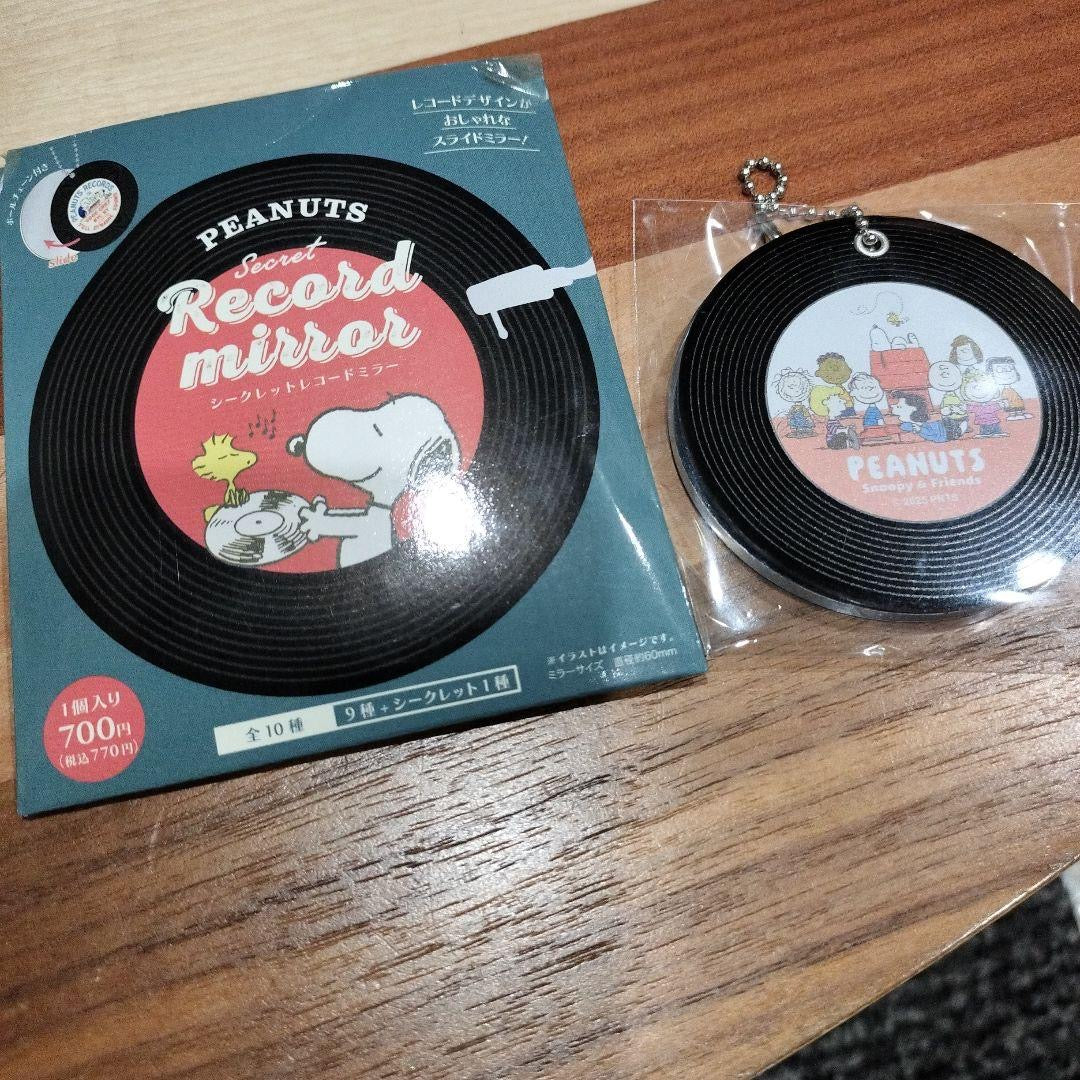 レコードデザインが
おしゃれな
スライドミラー!
ボールチェーン付き
PEANUTS RECORDS
slide
PEANUTS
Secret
Record
mirror
シークレットレコードミラー
※イラストはイメージです。
ミラーサイズ 直径約60mm
1個入り
700円
(税込770円)
全10種 9種+シークレット1種
PEANUTS
Snoopy & Friends
© 2025 PNTS